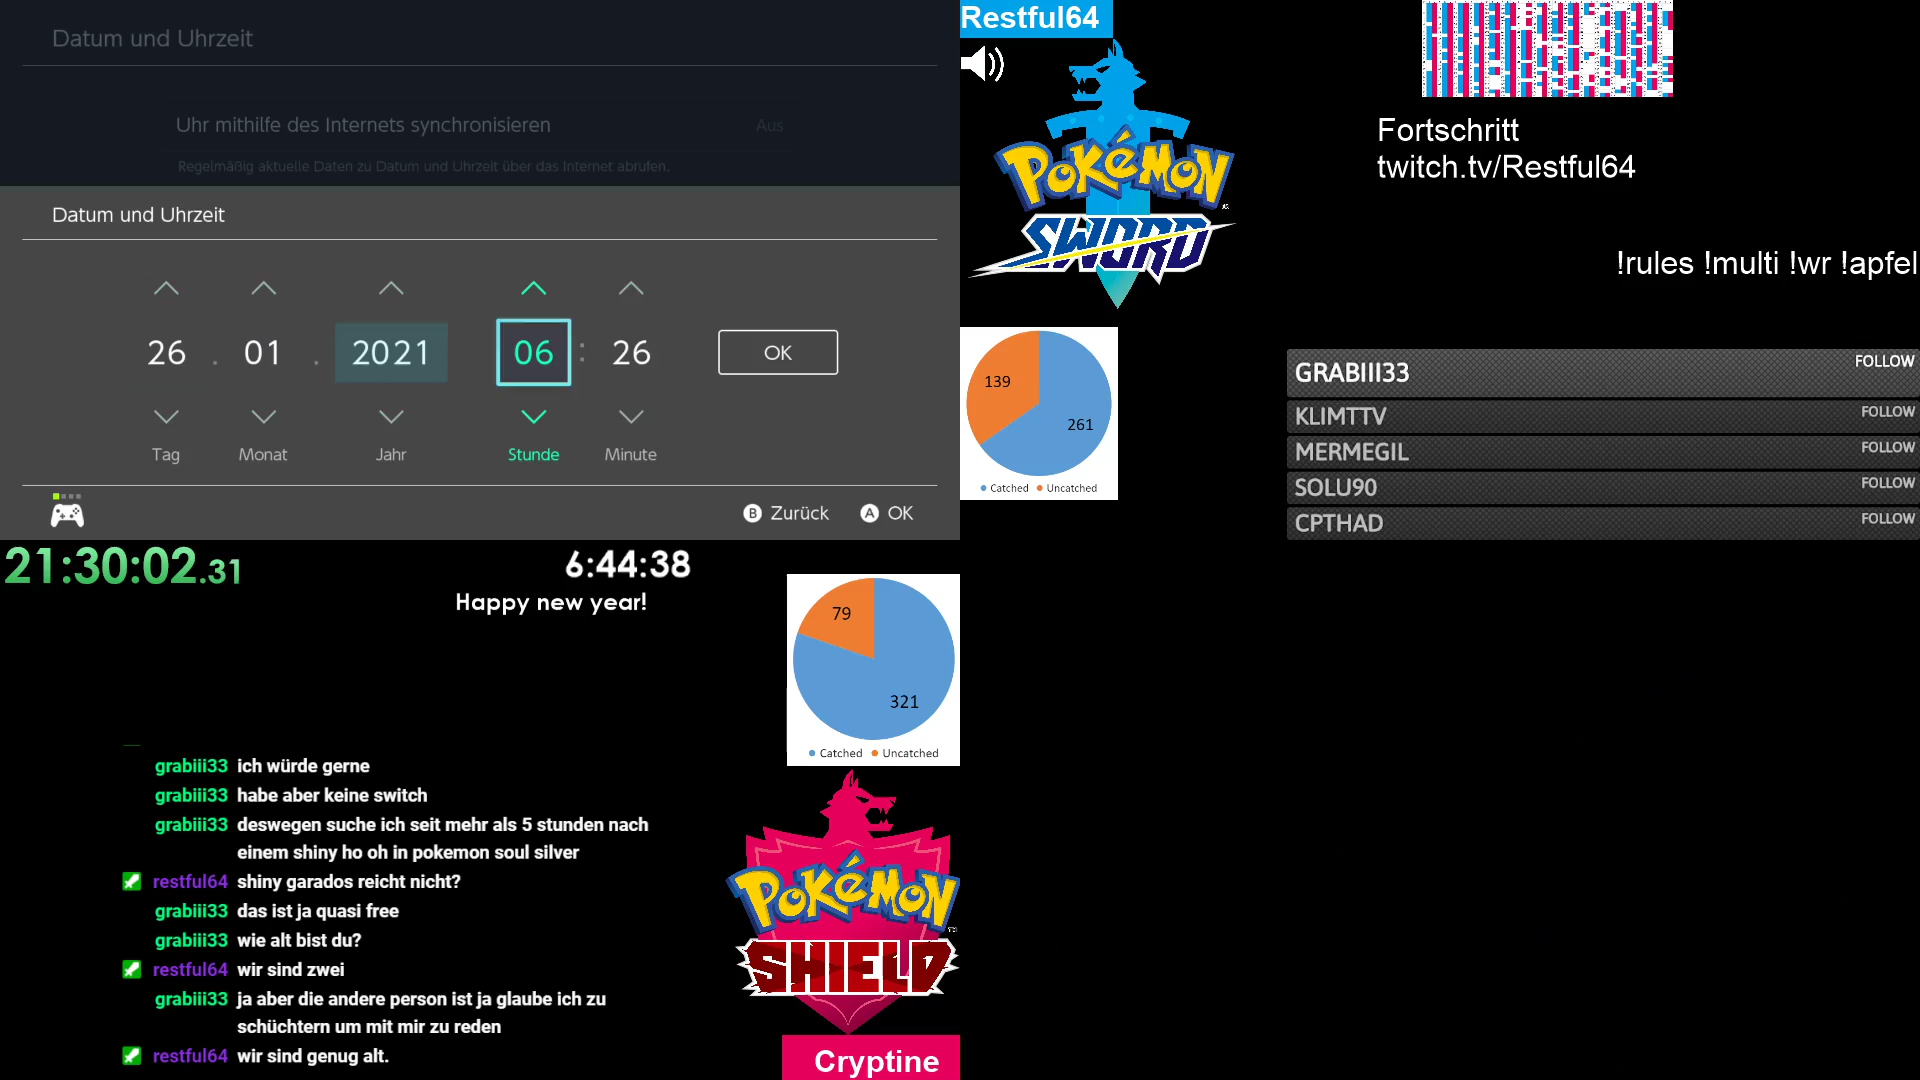 Datum und Uhrzeit
Uhr mithilfe des Internets synchronisieren
Aus
Regelmäßig aktuelle Daten zu Datum und Uhrzeit über das Internet abrufen.
Datum und Uhrzeit
26 . 01 . 2021 06 : 26 OK
Tag Monat Jahr Stunde Minute
B Zurück A OK
Restful64
POKéMON
SWORD
Fortschritt
twitch.tv/Restful64
!rules !multi !wr !apfel
139
261
Catched Uncatched
GRABIII33 FOLLOW
KLIMTTV FOLLOW
MERMEGIL FOLLOW
SOLU90 FOLLOW
CPTHAD FOLLOW
21:30:02.31
6:44:38
Happy new year!
79
321
Catched Uncatched
grabiii33 ich würde gerne
grabiii33 habe aber keine switch
grabiii33 deswegen suche ich seit mehr als 5 stunden nach
einem shiny ho oh in pokemon soul silver
restful64 shiny garados reicht nicht?
grabiii33 das ist ja quasi free
grabiii33 wie alt bist du?
restful64 wir sind zwei
grabiii33 ja aber die andere person ist ja glaube ich zu
schüchtern um mit mir zu reden
restful64 wir sind genug alt.
POKéMON
SHIELD
Cryptine